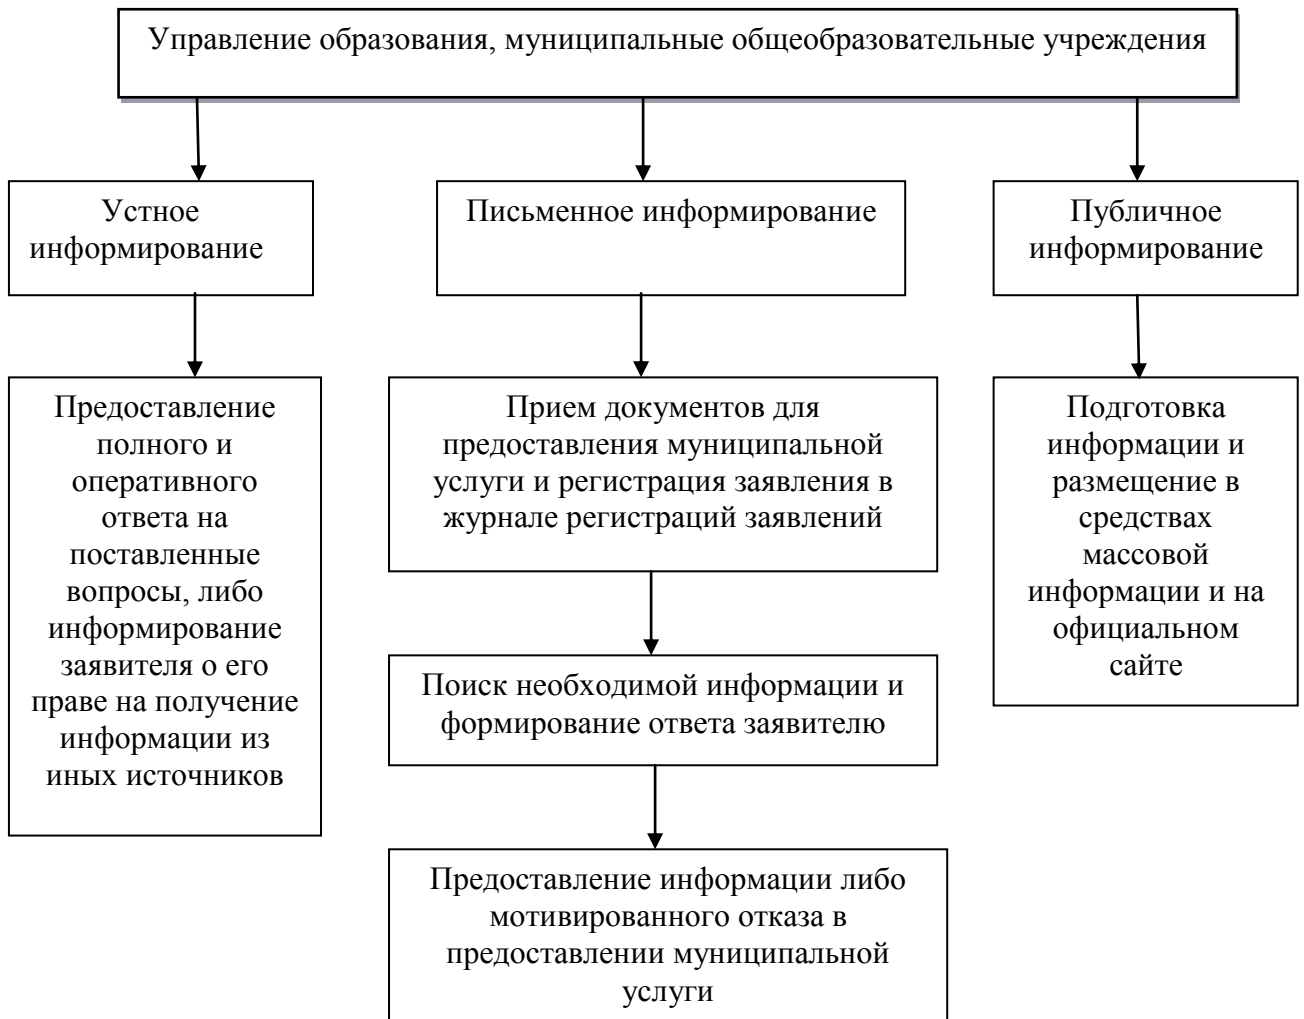 Управление образования, муниципальные общеобразовательные учреждения
Устное
информирование
Письменное информирование
Публичное
информирование
Предоставление
полного и
оперативного
ответа на
поставленные
вопросы, либо
информирование
заявителя о его
праве на получение
информации из
иных источников
Прием документов для
предоставления муниципальной
услуги и регистрация заявления в
журнале регистраций заявлений
Подготовка
информации и
размещение в
средствах
массовой
информации и на
официальном
сайте
Поиск необходимой информации и
формирование ответа заявителю
Предоставление информации либо
мотивированного отказа в
предоставлении муниципальной
услуги